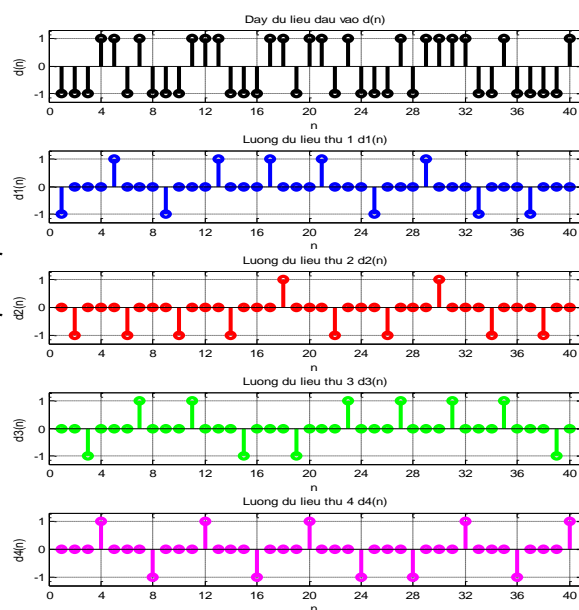 Day du lieu dau vao d(n)
1
0
-1
d(n)
0 4 8 12 16 20 24 28 32 36 40
n
Luong du lieu thu 1 d1(n)
1
0
-1
d1(n)
0 4 8 12 16 20 24 28 32 36 40
n
Luong du lieu thu 2 d2(n)
1
0
-1
d2(n)
0 4 8 12 16 20 24 28 32 36 40
n
Luong du lieu thu 3 d3(n)
1
0
-1
d3(n)
0 4 8 12 16 20 24 28 32 36 40
n
Luong du lieu thu 4 d4(n)
1
0
-1
d4(n)
0 4 8 12 16 20 24 28 32 36 40
n